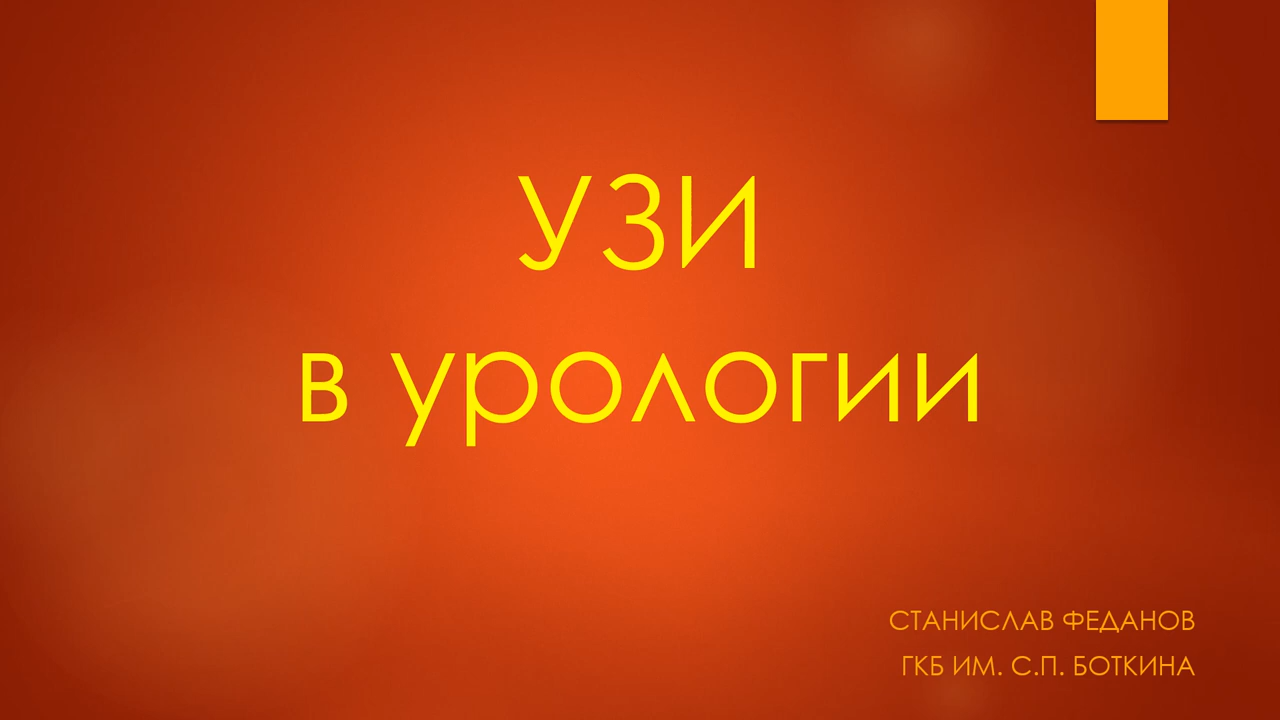 УЗИ
в урологии
СТАНИСЛАВ ФЕДАНОВ
ГКБ ИМ. С.П. БОТКИНА